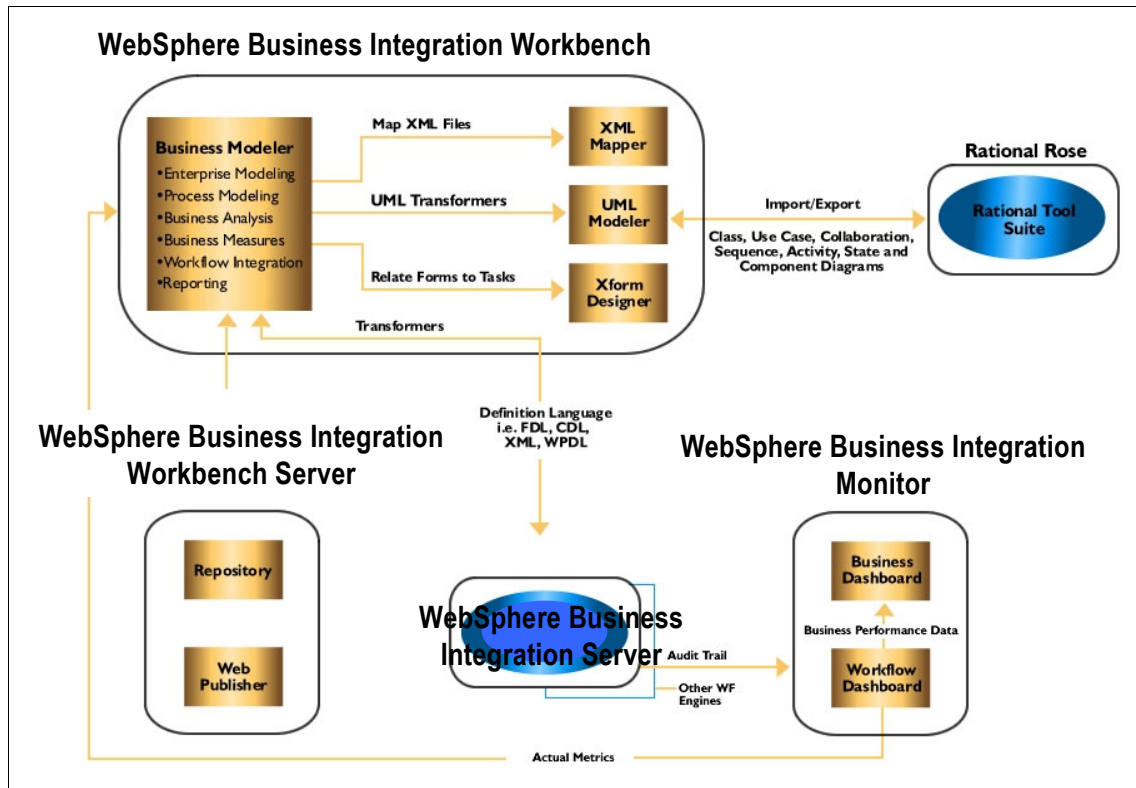 WebSphere Business Integration Workbench
Business Modeler
•Enterprise Modeling
•Process Modeling
•Business Analysis
•Business Measures
•Workflow Integration
•Reporting
Map XML Files
UML Transformers
Relate Forms to Tasks
Transformers
XML
Mapper
UML
Modeler
Xform
Designer
Import/Export
Class, Use Case, Collaboration,
Sequence, Activity, State and
Component Diagrams
Rational Rose
Rational Tool
Suite
Definition Language
i.e. FDL, CDL,
XML, WPDL
WebSphere Business Integration
Workbench Server
Repository
Web
Publisher
WebSphere Business
Integration Server
Audit Trail
Other WF
Engines
WebSphere Business Integration
Monitor
Business
Dashboard
Business Performance Data
Workflow
Dashboard
Actual Metrics